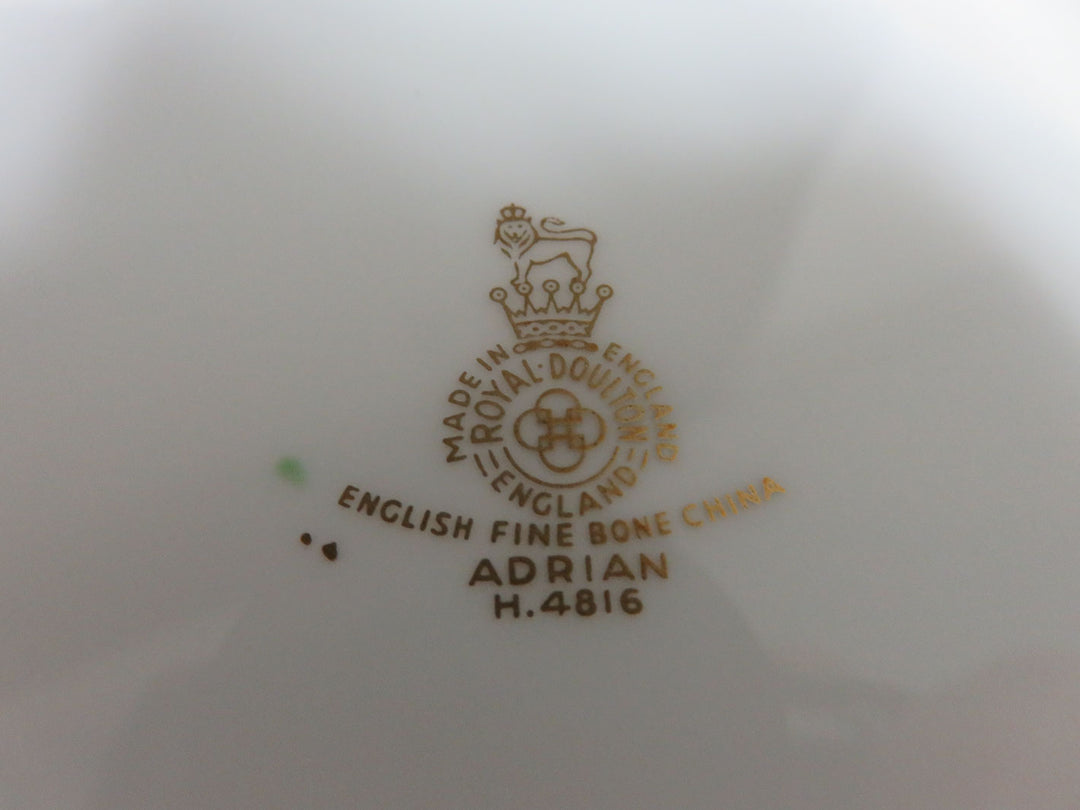 MADE IN ENGLAND
ROYAL·DOULTON
ENGLAND
ENGLISH FINE BONE CHINA
ADRIAN
H.4816